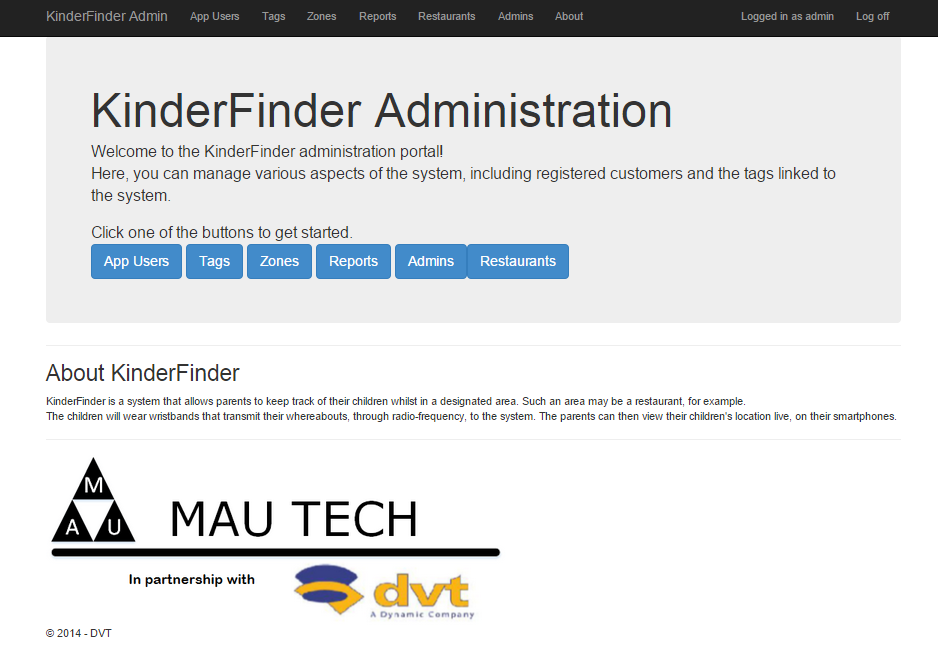 KinderFinder Admin App Users Tags Zones Reports Restaurants Admins About Logged in as admin Log off
KinderFinder Administration
Welcome to the KinderFinder administration portal!
Here, you can manage various aspects of the system, including registered customers and the tags linked to
the system.
Click one of the buttons to get started.
App Users Tags Zones Reports Admins Restaurants
About KinderFinder
KinderFinder is a system that allows parents to keep track of their children whilst in a designated area. Such an area may be a restaurant, for example.
The children will wear wristbands that transmit their whereabouts, through radio-frequency, to the system. The parents can then view their children's location live, on their smartphones.
M
A U
MAU TECH
In partnership with
dvt
A Dynamic Company
© 2014 - DVT